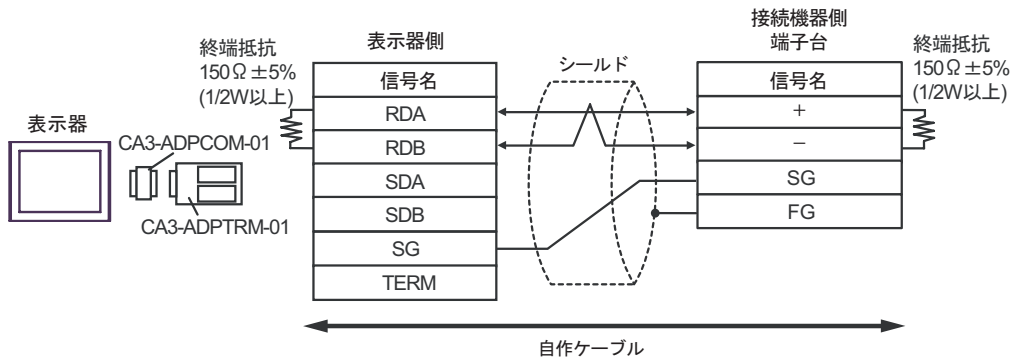 接続機器側
端子台
表示器側
終端抵抗
150Ω±5%
(1/2W以上)
シールド
終端抵抗
150Ω±5%
(1/2W以上)
信号名
信号名
RDA
+
RDB
−
SDA
SG
SDB
FG
SG
TERM
表示器
CA3-ADPCOM-01
CA3-ADPTRM-01
自作ケーブル